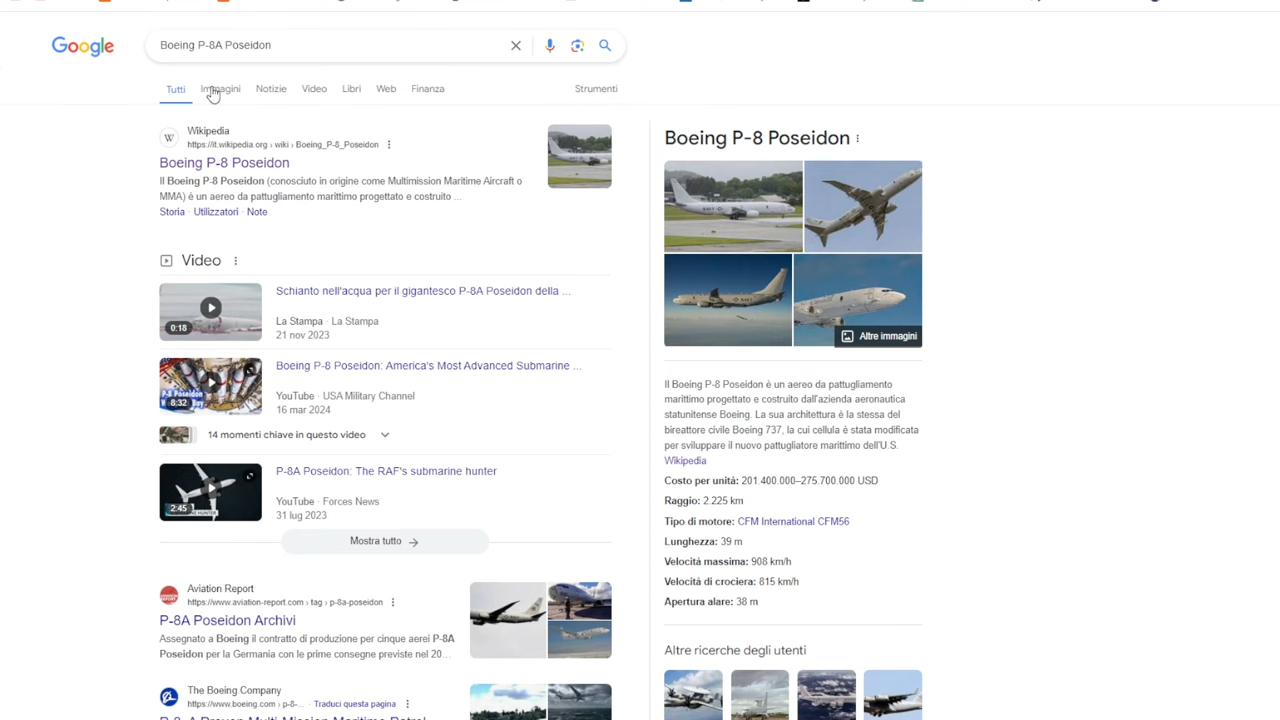 Google
Boeing P-8A Poseidon
Tutti
Immagini
Notizie
Video
Libri
Web
Finanza
Strumenti
W
Wikipedia
https://it.wikipedia.org › wiki › Boeing_P-8_Poseidon
Boeing P-8 Poseidon
Il Boeing P-8 Poseidon (conosciuto in origine come Multimission Maritime Aircraft o
MMA) è un aereo da pattugliamento marittimo progettato e costruito ...
Storia · Utilizzatori · Note
Video
0:18
Schianto nell'acqua per il gigantesco P-8A Poseidon della ...
La Stampa · La Stampa
21 nov 2023
P-8 Poseidon
8:32
Boeing P-8 Poseidon: America's Most Advanced Submarine ...
YouTube · USA Military Channel
16 mar 2024
14 momenti chiave in questo video
2:45
P-8A Poseidon: The RAF's submarine hunter
YouTube · Forces News
31 lug 2023
Mostra tutto
Aviation Report
https://www.aviation-report.com › tag › p-8a-poseidon
P-8A Poseidon Archivi
Assegnato a Boeing il contratto di produzione per cinque aerei P-8A
Poseidon per la Germania con le prime consegne previste nel 20...
The Boeing Company
https://www.boeing.com › p-8-... · Traduci questa pagina
Boeing P-8 Poseidon
Altre immagini
Il Boeing P-8 Poseidon è un aereo da pattugliamento
marittimo progettato e costruito dall'azienda aeronautica
statunitense Boeing. La sua architettura è la stessa del
bireattore civile Boeing 737, la cui cellula è stata modificata
per sviluppare il nuovo pattugliatore marittimo dell'U.S.
Wikipedia
Costo per unità: 201.400.000–275.700.000 USD
Raggio: 2.225 km
Tipo di motore: CFM International CFM56
Lunghezza: 39 m
Velocità massima: 908 km/h
Velocità di crociera: 815 km/h
Apertura alare: 38 m
Altre ricerche degli utenti